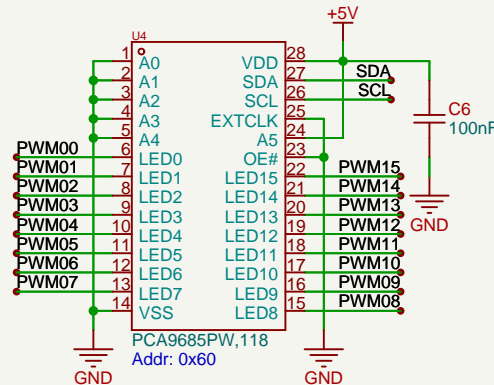 +5V
U4
1 A0 VDD 28
2 A1 SDA 27 SDA
3 A2 SCL 26 SCL
4 A3 EXTCLK 25
5 A4 A5 24
PWM00 6 LED0 OE# 23
PWM01 7 LED1 LED15 22 PWM15
PWM02 8 LED2 LED14 21 PWM14
PWM03 9 LED3 LED13 20 PWM13
PWM04 10 LED4 LED12 19 PWM12
PWM05 11 LED5 LED11 18 PWM11
PWM06 12 LED6 LED10 17 PWM10
PWM07 13 LED7 LED9 16 PWM09
14 VSS LED8 15 PWM08
C6
100nF
GND
PCA9685PW,118
Addr: 0x60
GND
GND